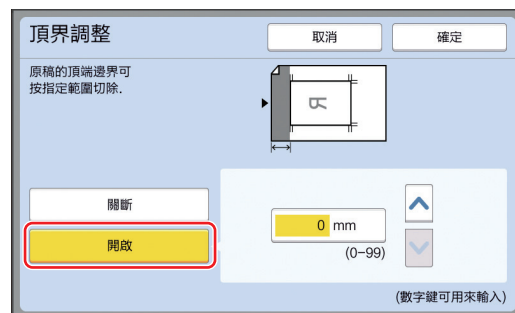 頂界調整
取消
確定
原稿的頂端邊界可
按指定範圍切除.
R
關斷
開啟
0 mm
(0-99)
(數字鍵可用來輸入)